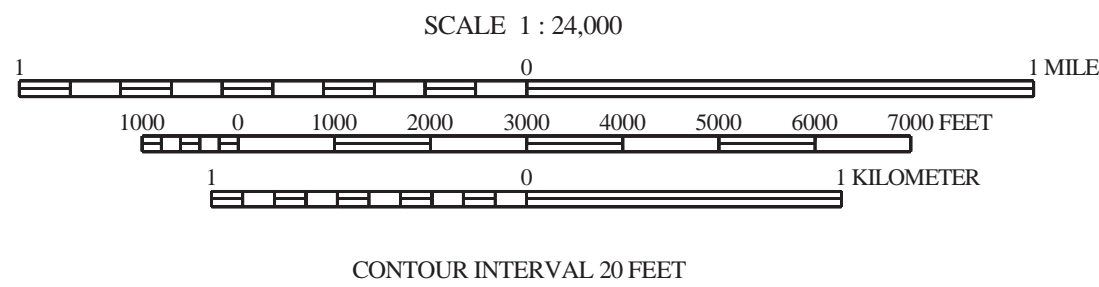 SCALE 1 : 24,000
1 0 1 MILE
1000 0 1000 2000 3000 4000 5000 6000 7000 FEET
1 0 1 KILOMETER
CONTOUR INTERVAL 20 FEET